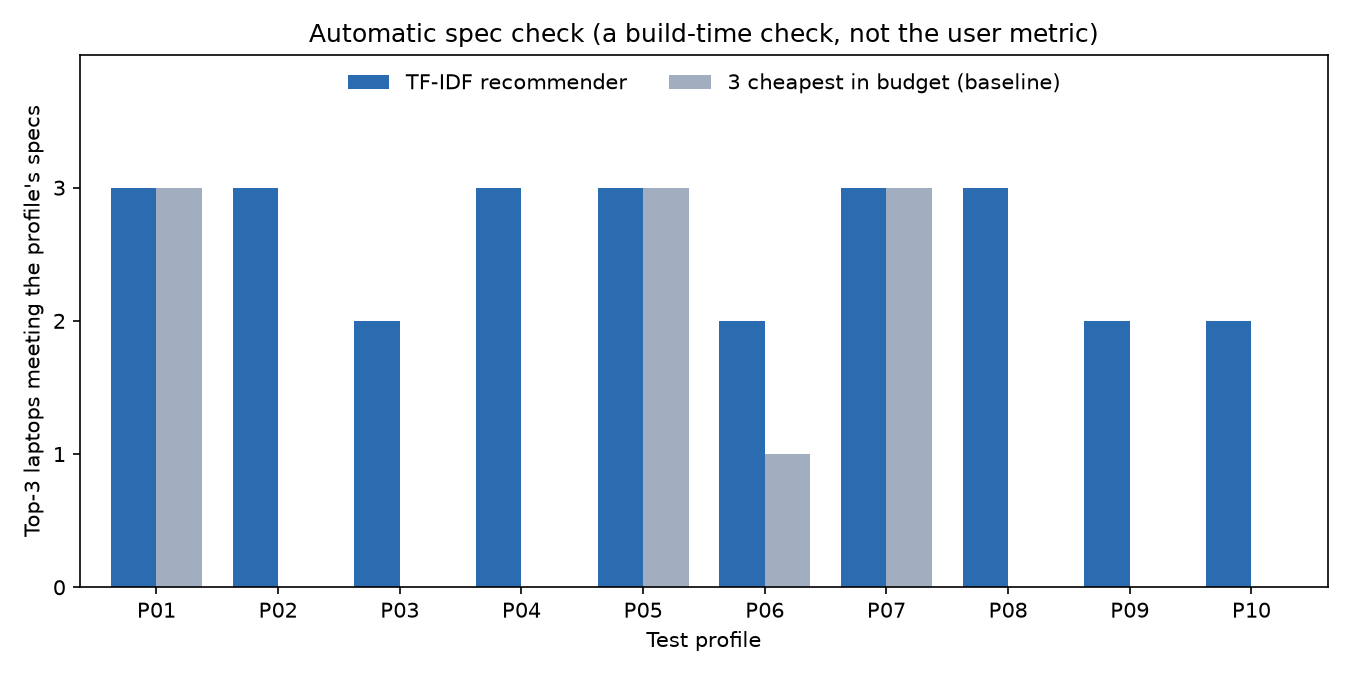 Automatic spec check (a build-time check, not the user metric)
TF-IDF recommender
3 cheapest in budget (baseline)
Top-3 laptops meeting the profile's specs
3
2
1
0
P01 P02 P03 P04 P05 P06 P07 P08 P09 P10
Test profile